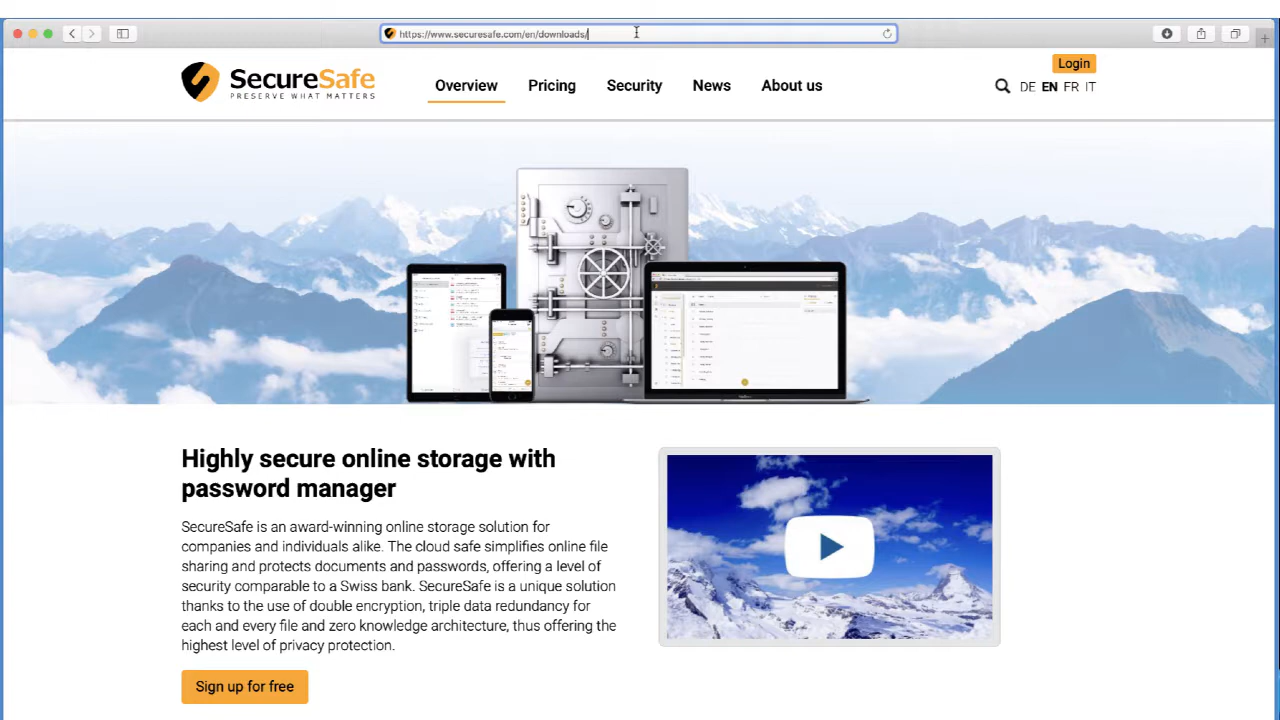 https://www.securesafe.com/en/downloads/
Login
SecureSafe
PRESERVE WHAT MATTERS
Overview
Pricing
Security
News
About us
DE EN FR IT
Highly secure online storage with
password manager
SecureSafe is an award-winning online storage solution for
companies and individuals alike. The cloud safe simplifies online file
sharing and protects documents and passwords, offering a level of
security comparable to a Swiss bank. SecureSafe is a unique solution
thanks to the use of double encryption, triple data redundancy for
each and every file and zero knowledge architecture, thus offering the
highest level of privacy protection.
Sign up for free